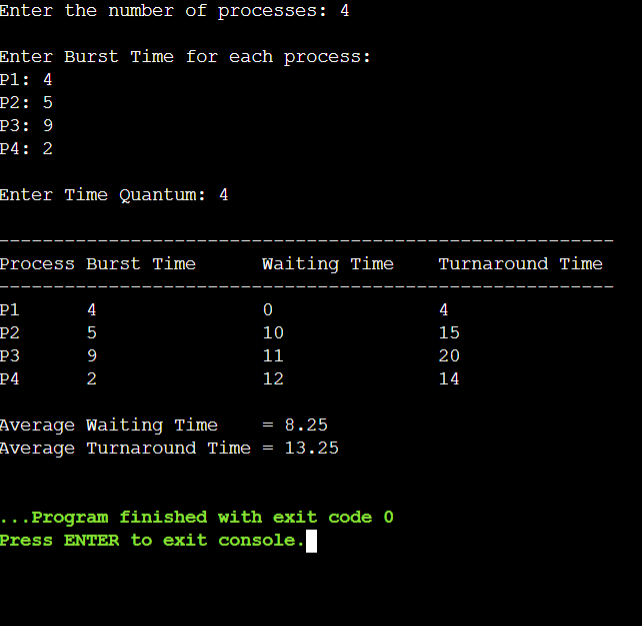 Enter the number of processes: 4
Enter Burst Time for each process:
P1: 4
P2: 5
P3: 9
P4: 2
Enter Time Quantum: 4
--------------------------------------------------------
Process Burst Time      Waiting Time    Turnaround Time
--------------------------------------------------------
P1      4               0               4
P2      5               10              15
P3      9               11              20
P4      2               12              14
Average Waiting Time    = 8.25
Average Turnaround Time = 13.25
...Program finished with exit code 0
Press ENTER to exit console.